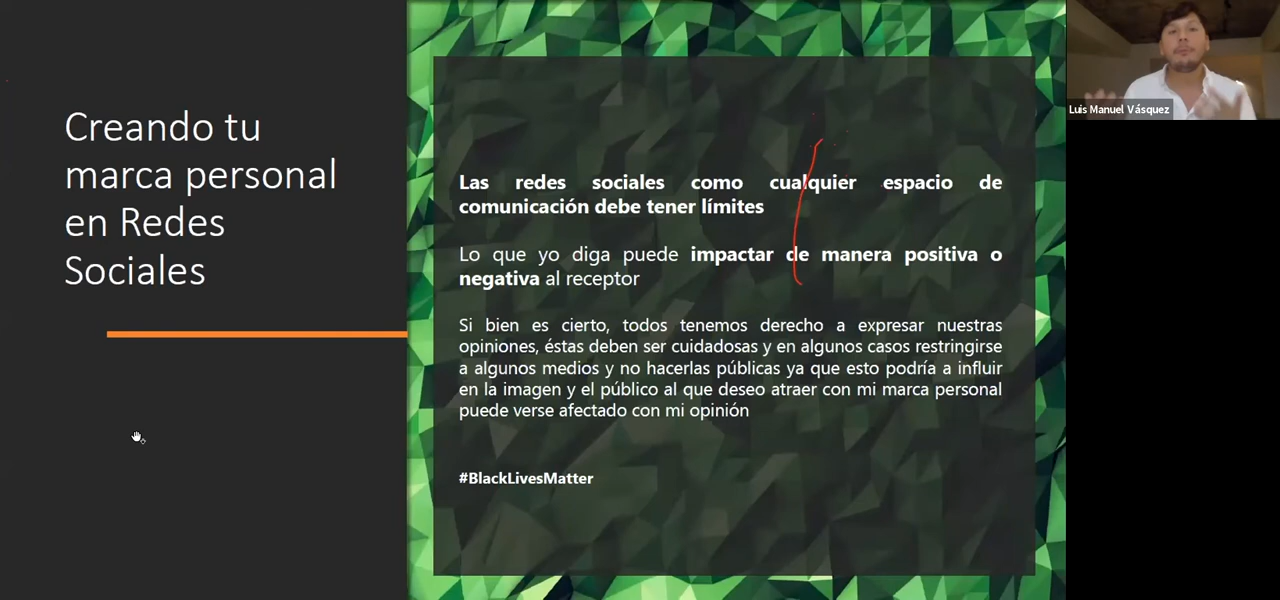 Creando tu
marca personal
en Redes
Sociales
Las redes sociales como cualquier espacio de
comunicación debe tener límites
Lo que yo diga puede impactar de manera positiva o
negativa al receptor
Si bien es cierto, todos tenemos derecho a expresar nuestras
opiniones, éstas deben ser cuidadosas y en algunos casos restringirse
a algunos medios y no hacerlas públicas ya que esto podría a influir
en la imagen y el público al que deseo atraer con mi marca personal
puede verse afectado con mi opinión
#BlackLivesMatter
Luis Manuel Vásquez